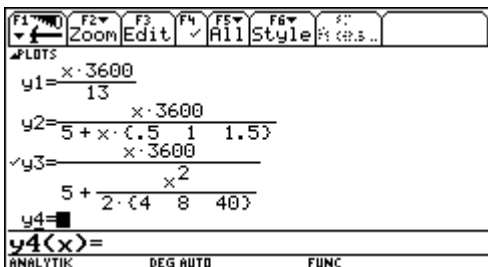 F1 F2 F3 F4 F5 F6
Zoom Edit ✓ All Style
PLOTS
y1=x·3600/13
y2=x·3600/5+x·{.5 1 1.5}
✓y3=x·3600/5+x^2/2·{4 8 40}
y4=
y4(x)=
ANALYTIK DEG AUTO FUNC